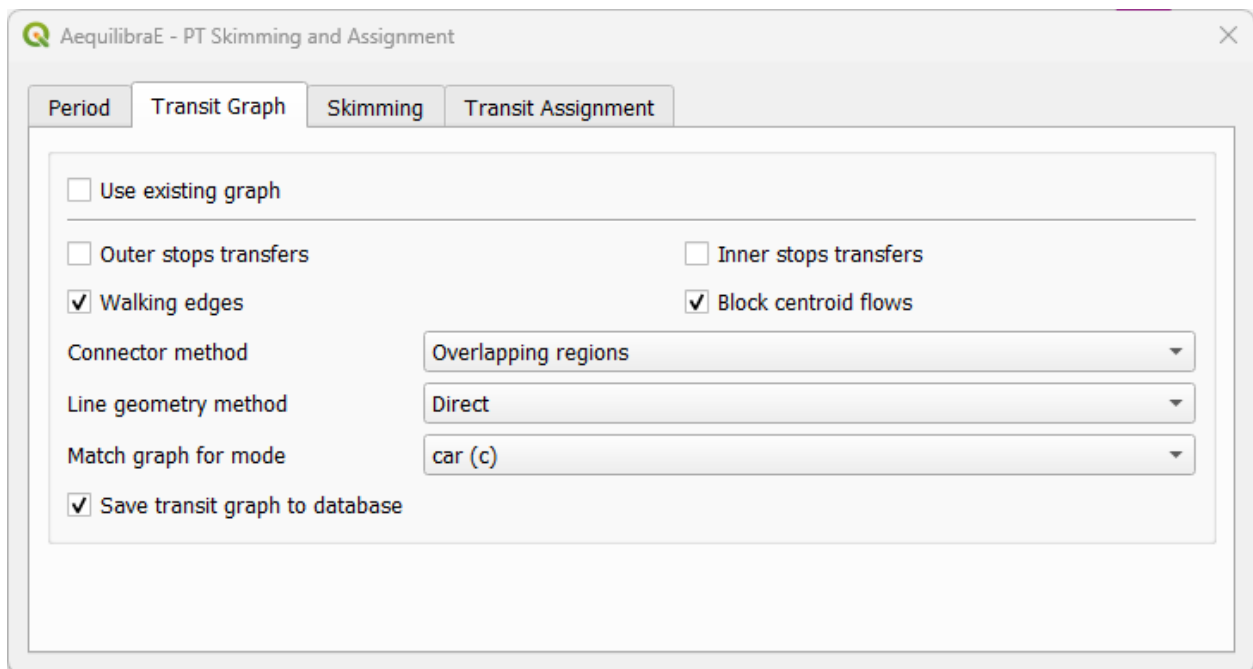 AequilibraE - PT Skimming and Assignment
Period Transit Graph Skimming Transit Assignment
Use existing graph
Outer stops transfers Inner stops transfers
Walking edges Block centroid flows
Connector method Overlapping regions
Line geometry method Direct
Match graph for mode car (c)
Save transit graph to database